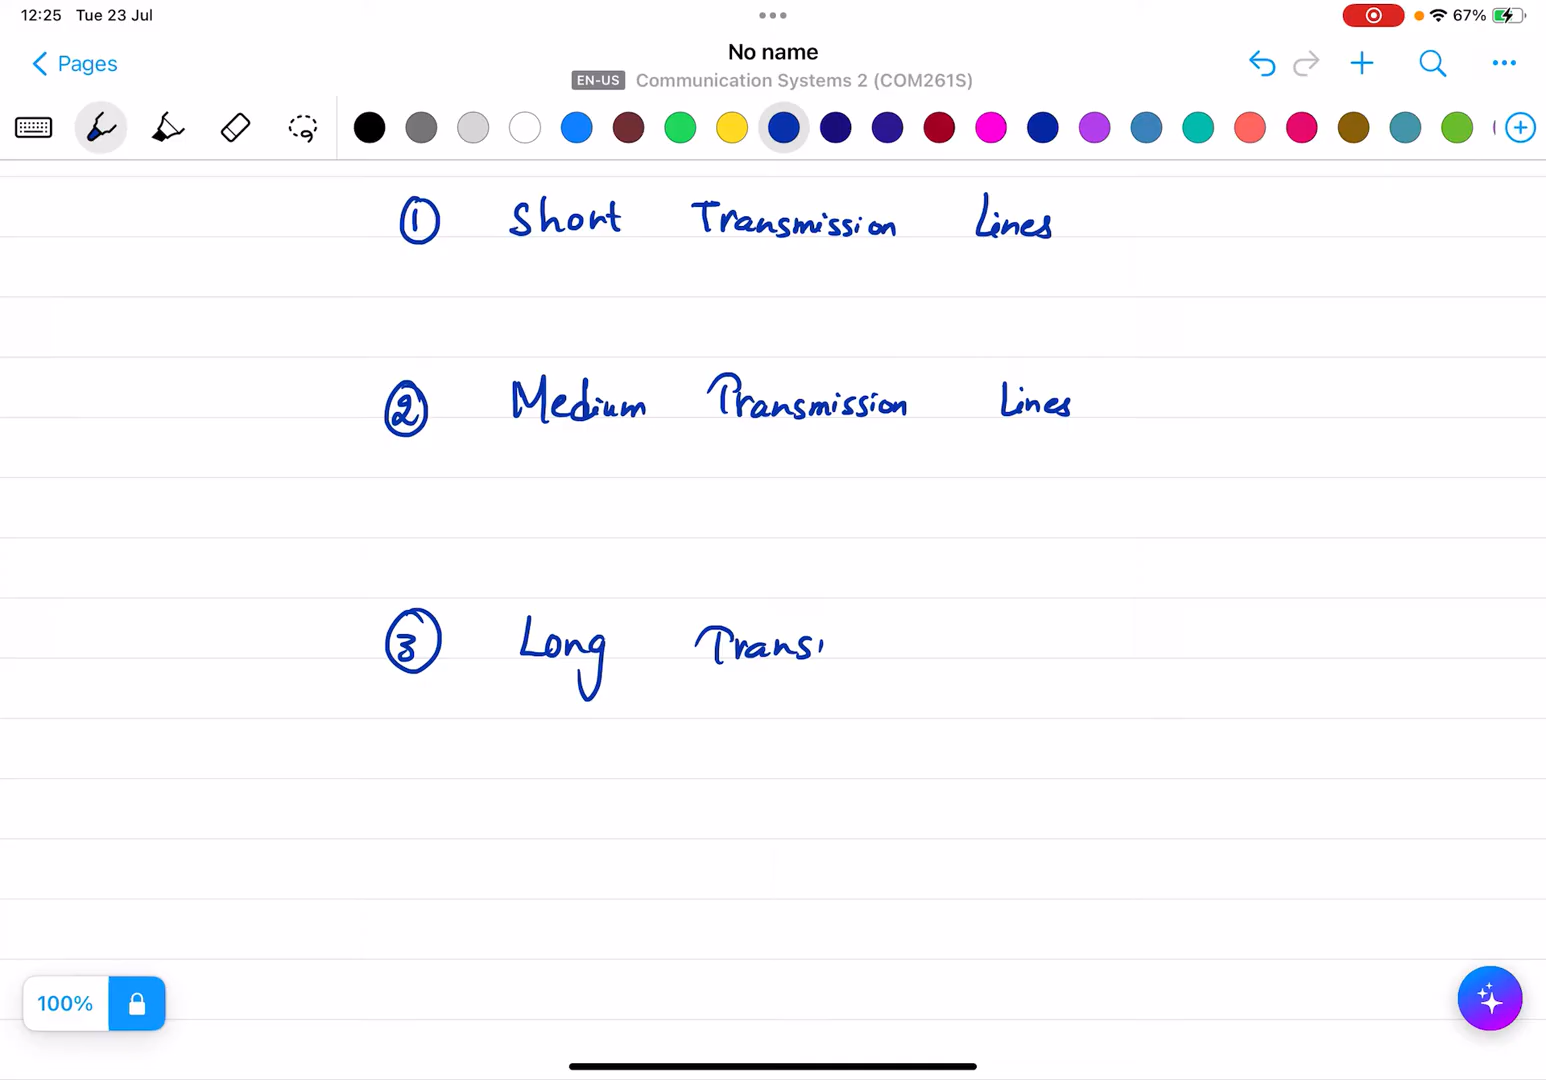 12:25 Tue 23 Jul 67%
Pages No name
EN-US Communication Systems 2 (COM261S)
1 Short Transmission Lines
2 Medium Transmission Lines
3 Long Trans
100%